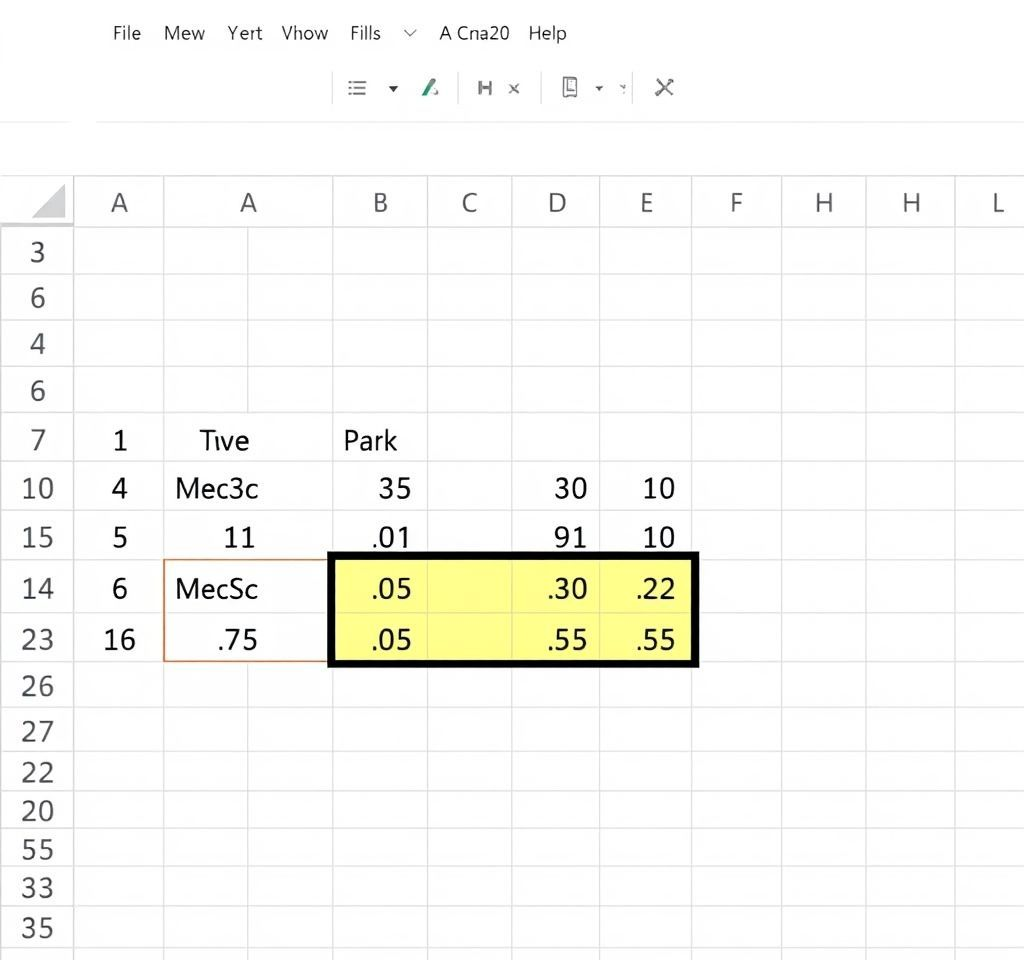 File Mew Yert Vhow Fills A Cna20 Help
A A B C D E F H H L
3
6
4
6
7 1 Tıve Park
10 4 Mec3c 35 30 10
15 5 11 .01 91 10
14 6 MecSc .05 .30 .22
23 16 .75 .05 .55 .55
26
27
22
20
55
33
35